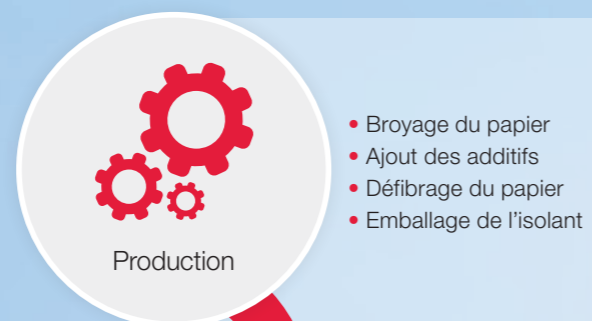 Production
• Broyage du papier
• Ajout des additifs
• Défibrage du papier
• Emballage de l’isolant